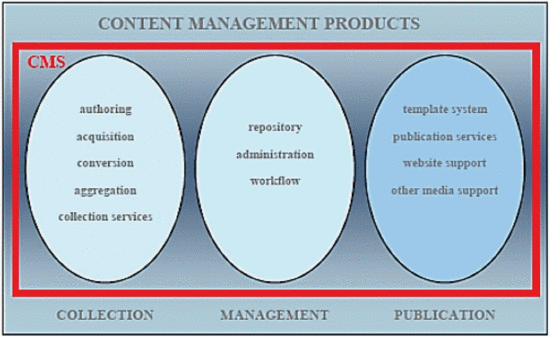 CONTENT MANAGEMENT PRODUCTS
CMS
authoring
acquisition
conversion
aggregation
collection services
repository
administration
workflow
template system
publication services
website support
other media support
COLLECTION
MANAGEMENT
PUBLICATION